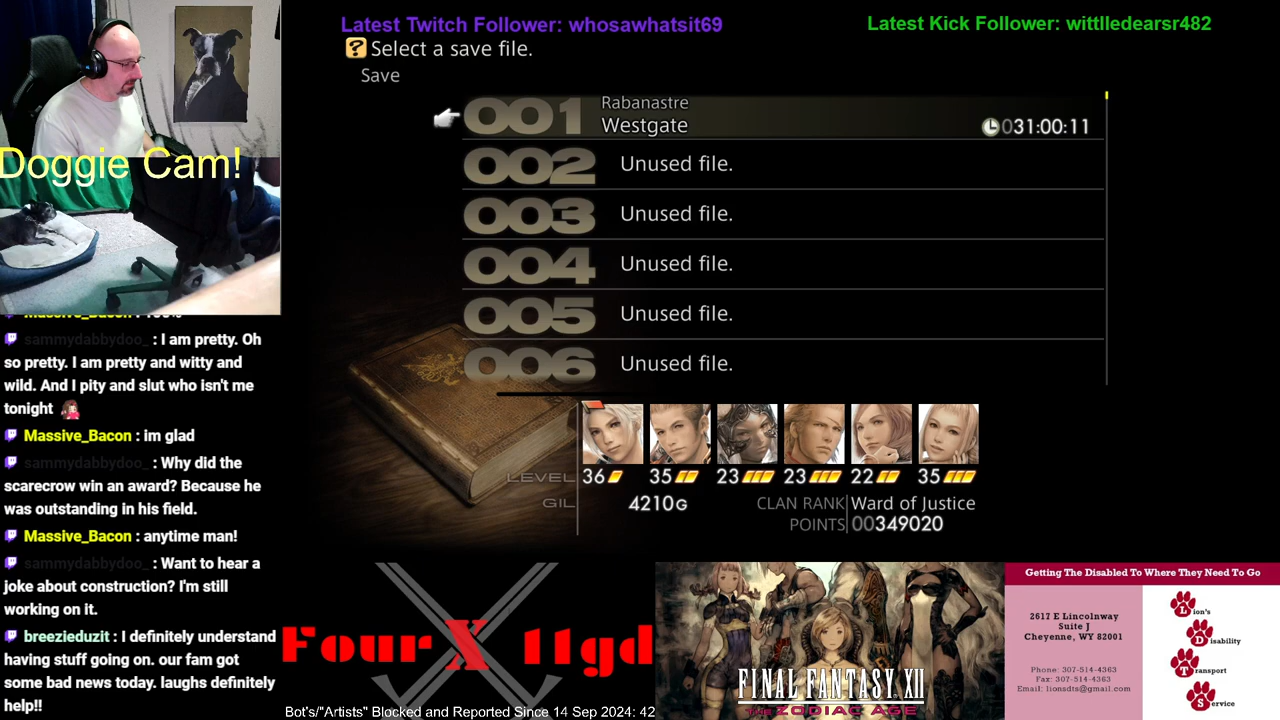 Latest Twitch Follower: whosawhatsit69
Latest Kick Follower: wittlledearsr482
Select a save file.
Save
001 Rabanastre
Westgate
031:00:11
002 Unused file.
003 Unused file.
004 Unused file.
005 Unused file.
006 Unused file.
LEVEL 36 35 23 23 22 35
GIL 4210G
CLAN RANK Ward of Justice
POINTS 00349020
Doggie Cam!
sammydabbydoo_ : I am pretty. Oh
so pretty. I am pretty and witty and
wild. And I pity and slut who isn't me
tonight
Massive_Bacon : im glad
sammydabbydoo_ : Why did the
scarecrow win an award? Because he
was outstanding in his field.
Massive_Bacon : anytime man!
sammydabbydoo_ : Want to hear a
joke about construction? I'm still
working on it.
breezieduzit : I definitely understand
having stuff going on. our fam got
some bad news today. laughs definitely
help!!
Four X 11gd
Bot's/"Artists" Blocked and Reported Since 14 Sep 2024: 42
FINAL FANTASY XII
THE ZODIAC AGE
Getting The Disabled To Where They Need To Go
2617 E Lincolnway
Suite J
Cheyenne, WY 82001
Phone: 307-514-4363
Fax: 307-514-4363
Email: lionsdts@gmail.com
Lion's
Disability
Transport
Service